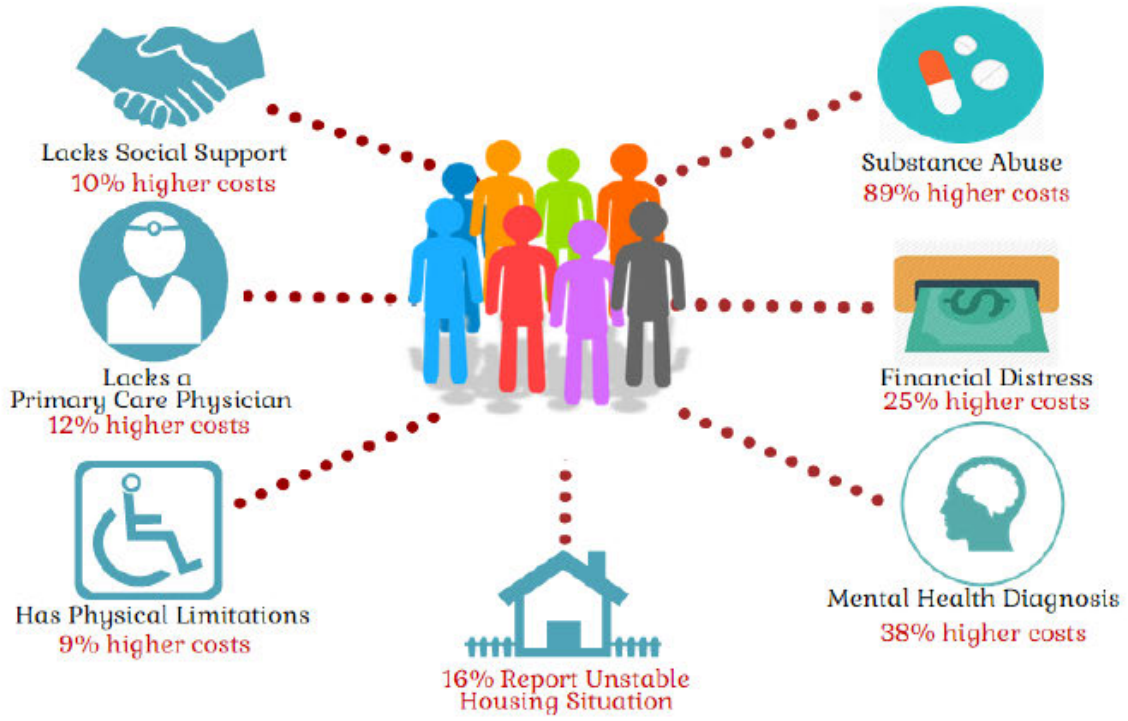 Lacks Social Support
10% higher costs
Lacks a
Primary Care Physician
12% higher costs
Has Physical Limitations
9% higher costs
16% Report Unstable
Housing Situation
Substance Abuse
89% higher costs
$
Financial Distress
25% higher costs
Mental Health Diagnosis
38% higher costs